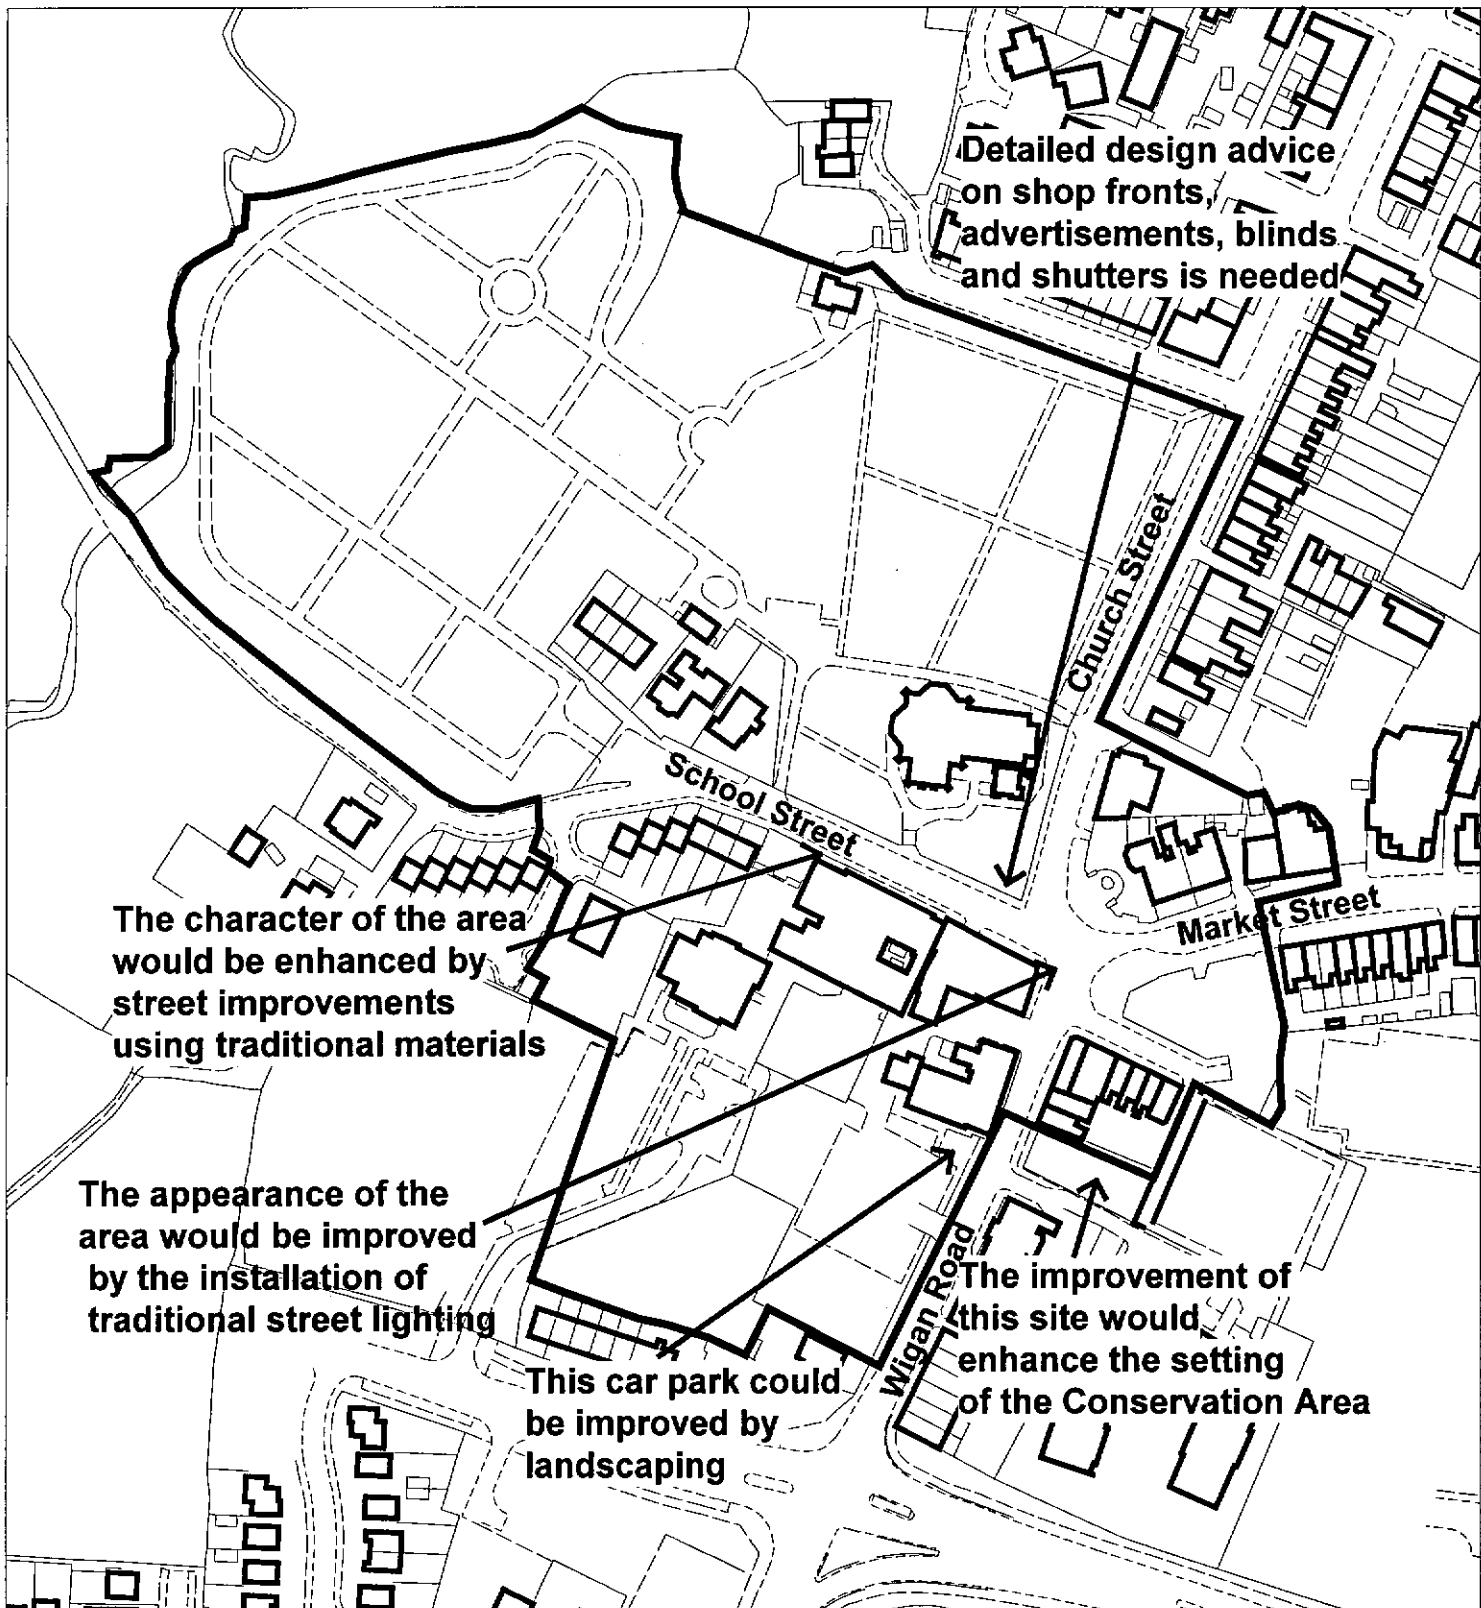 Detailed design advice
on shop fronts,
advertisements, blinds
and shutters is needed
Church Street
School Street
Market Street
The character of the area
would be enhanced by
street improvements
using traditional materials
The appearance of the
area would be improved
by the installation of
traditional street lighting
Wigan Road
The improvement of
this site would
enhance the setting
of the Conservation Area
This car park could
be improved by
landscaping